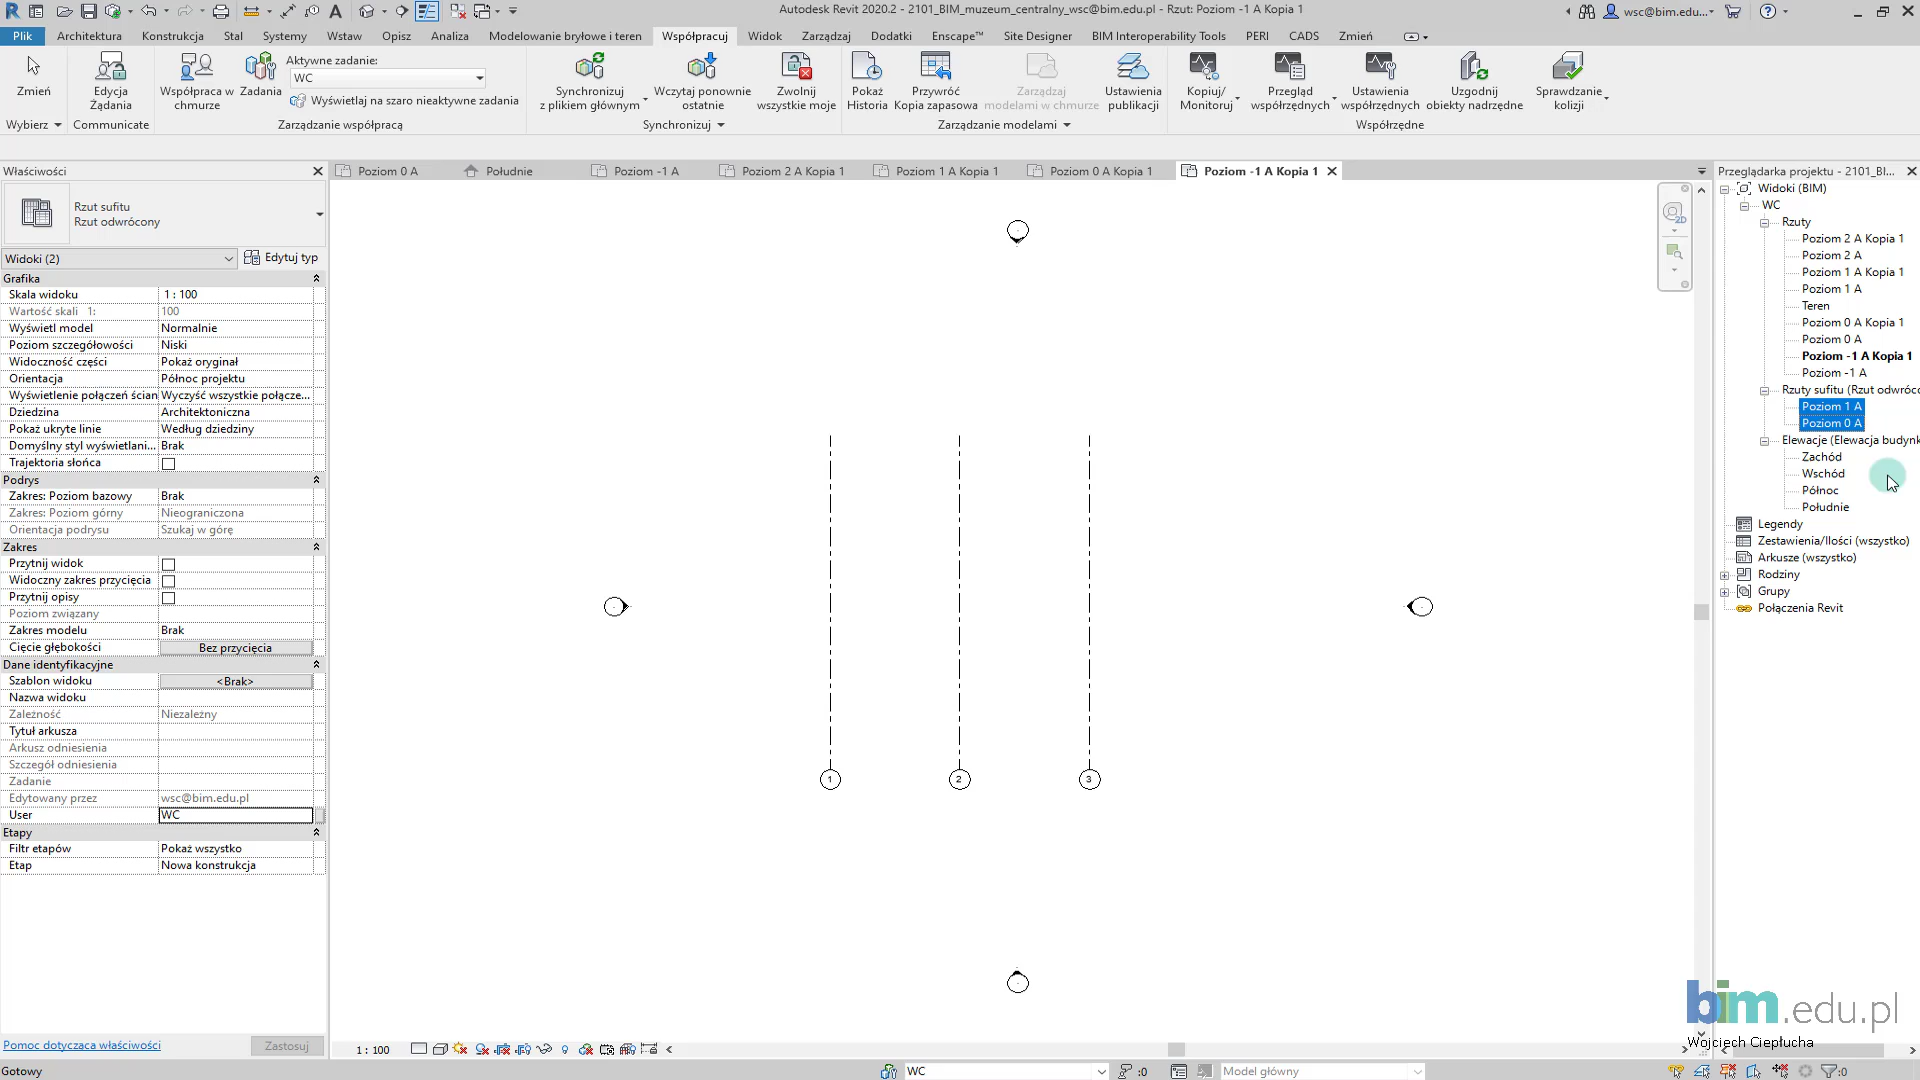 Autodesk Revit 2020.2 - 2101_BIM_muzeum_centralny_wsc@bim.edu.pl - Rzut: Poziom -1 A Kopia 1
wsc@bim.edu...
Plik Architektura Konstrukcja Stal Systemy Wstaw Opisz Analiza Modelowanie bryłowe i teren Współpracuj Widok Zarządzaj Dodatki Enscape™ Site Designer BIM Interoperability Tools PERI CADS Zmień
Zmień
Edycja Żądania
Współpraca w chmurze
Zadania
Aktywne zadanie:
WC
Wyświetlaj na szaro nieaktywne zadania
Synchronizuj z plikiem głównym
Wczytaj ponownie ostatnie
Zwolnij wszystkie moje
Pokaż Historia
Przywróć Kopia zapasowa
Zarządzaj modelami w chmurze
Ustawienia publikacji
Kopiuj/ Monitoruj
Przegląd współrzędnych
Ustawienia współrzędnych
Uzgodnij obiekty nadrzędne
Sprawdzanie kolizji
Wybierz Communicate Zarządzanie współpracą Synchronizuj Zarządzanie modelami Współrzędne
Właściwości
Poziom 0 A Południe Poziom -1 A Poziom 2 A Kopia 1 Poziom 1 A Kopia 1 Poziom 0 A Kopia 1 Poziom -1 A Kopia 1
Rzut sufitu
Rzut odwrócony
Widoki (2) Edytuj typ
Grafika
Skala widoku 1 : 100
Wartość skali 1: 100
Wyświetl model Normalnie
Poziom szczegółowości Niski
Widoczność części Pokaż oryginał
Orientacja Północ projektu
Wyświetlenie połączeń ścian Wyczyść wszystkie połącze...
Dziedzina Architektoniczna
Pokaż ukryte linie Według dziedziny
Domyślny styl wyświetlani... Brak
Trajektoria słońca
Podrys
Zakres: Poziom bazowy Brak
Zakres: Poziom górny Nieograniczona
Orientacja podrysu Szukaj w górę
Zakres
Przytnij widok
Widoczny zakres przycięcia
Przytnij opisy
Poziom związany
Zakres modelu Brak
Cięcie głębokości Bez przycięcia
Dane identyfikacyjne
Szablon widoku <Brak>
Nazwa widoku
Zależność Niezależny
Tytuł arkusza
Arkusz odniesienia
Szczegół odniesienia
Zadanie
Edytowany przez wsc@bim.edu.pl
User WC
Etapy
Filtr etapów Pokaż wszystko
Etap Nowa konstrukcja
Pomoc dotycząca właściwości Zastosuj
1 2 3
2D
Przeglądarka projektu - 2101_BI...
Widoki (BIM)
WC
Rzuty
Poziom 2 A Kopia 1
Poziom 2 A
Poziom 1 A Kopia 1
Poziom 1 A
Teren
Poziom 0 A Kopia 1
Poziom 0 A
Poziom -1 A Kopia 1
Poziom -1 A
Rzuty sufitu (Rzut odwróco
Poziom 1 A
Poziom 0 A
Elewacje (Elewacja budynk
Zachód
Wschód
Północ
Południe
Legendy
Zestawienia/Ilości (wszystko)
Arkusze (wszystko)
Rodziny
Grupy
Połączenia Revit
bim.edu.pl
Wojciech Ciepłucha
1 : 100
Gotowy WC :0 Model główny :0